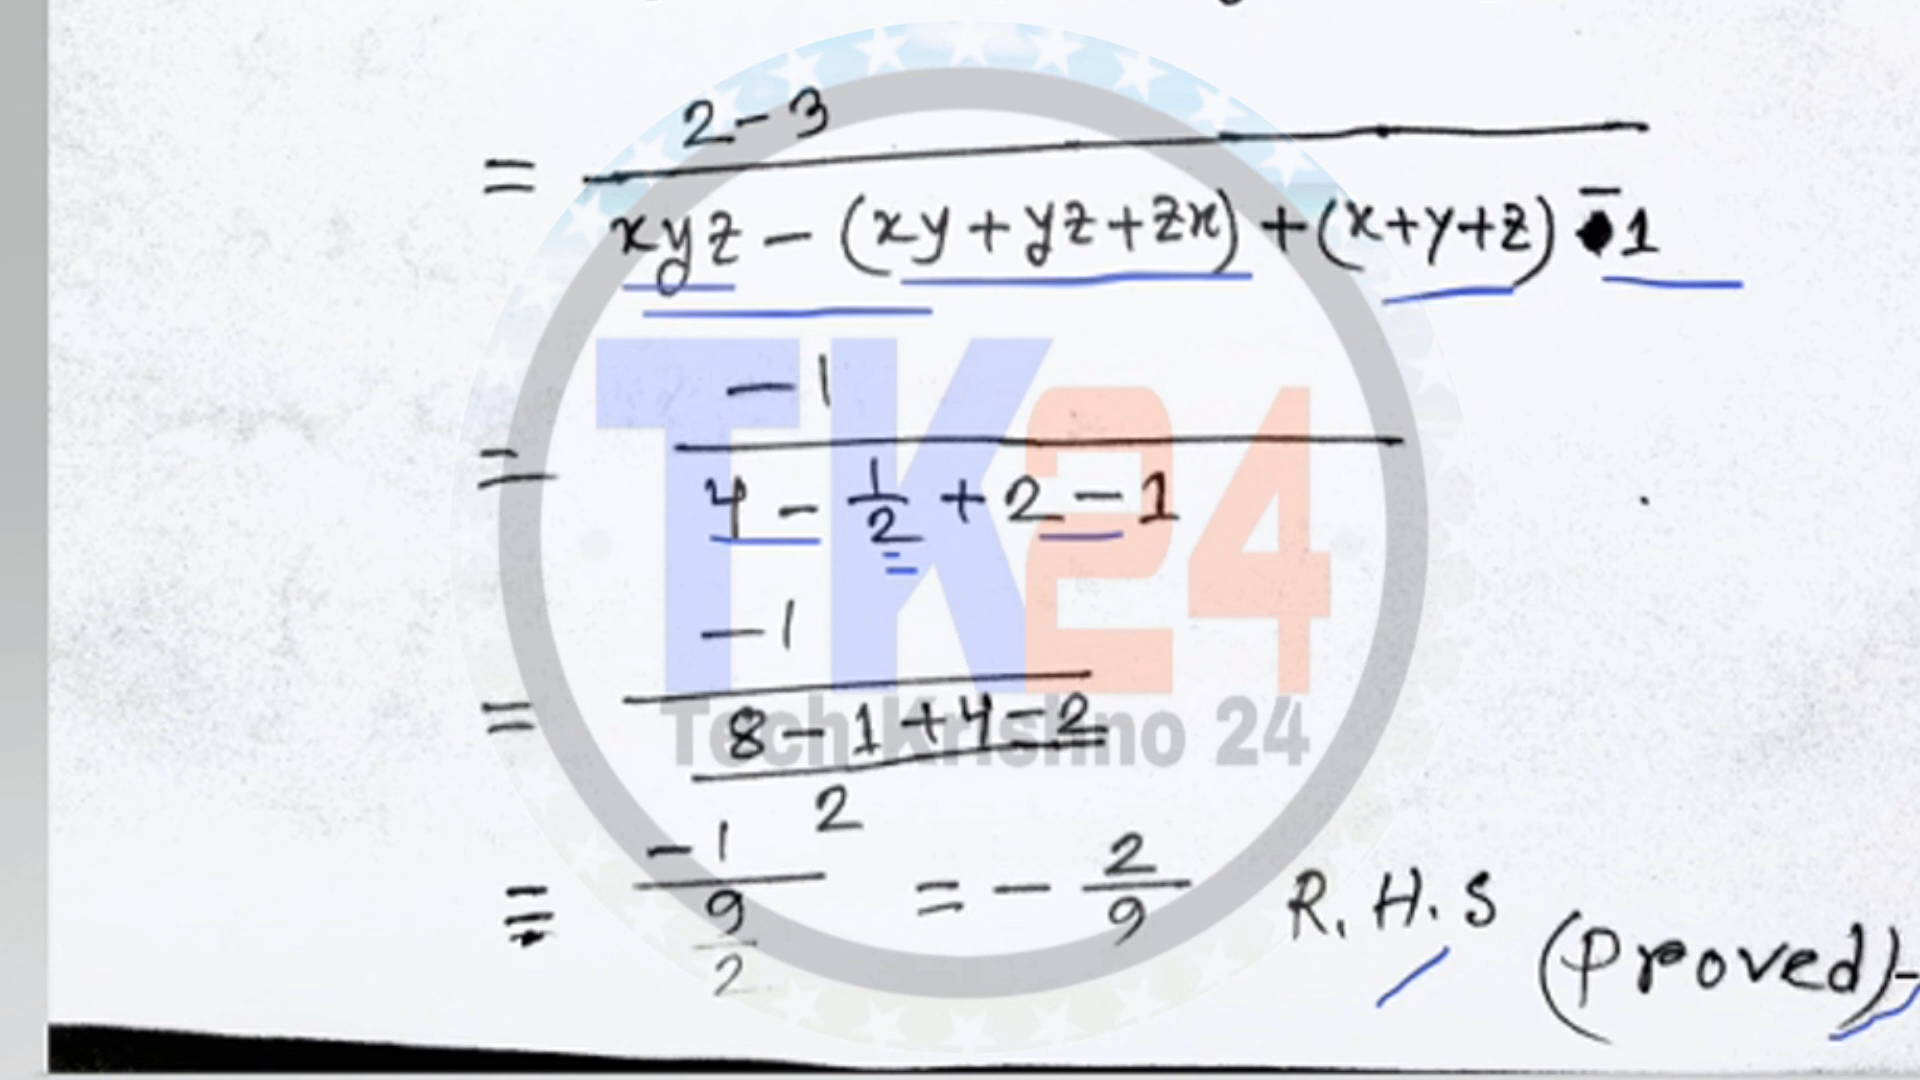 = 2 - 3 / xyz - (xy + yz + zx) + (x + y + z) - 1
= -1 / 4 - 1/2 + 2 - 1
= -1 / 8 - 1 + 4 - 2 / 2
= -1 / 9/2 = - 2/9 R.H.S (Proved)
TK24
Tech Krishno 24